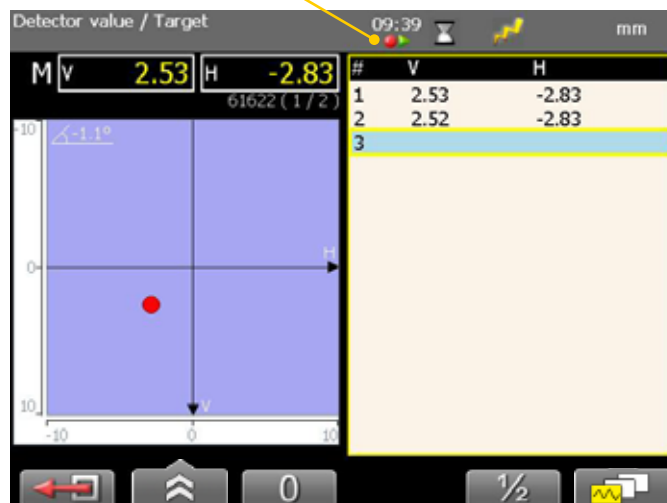 Detector value / Target 09:39 mm
M V 2.53 H -2.83
61622 ( 1 / 2 )
-10
-1.1°
0
H
10
V
-10 0 10
# V H
1 2.53 -2.83
2 2.52 -2.83
3
0 ½